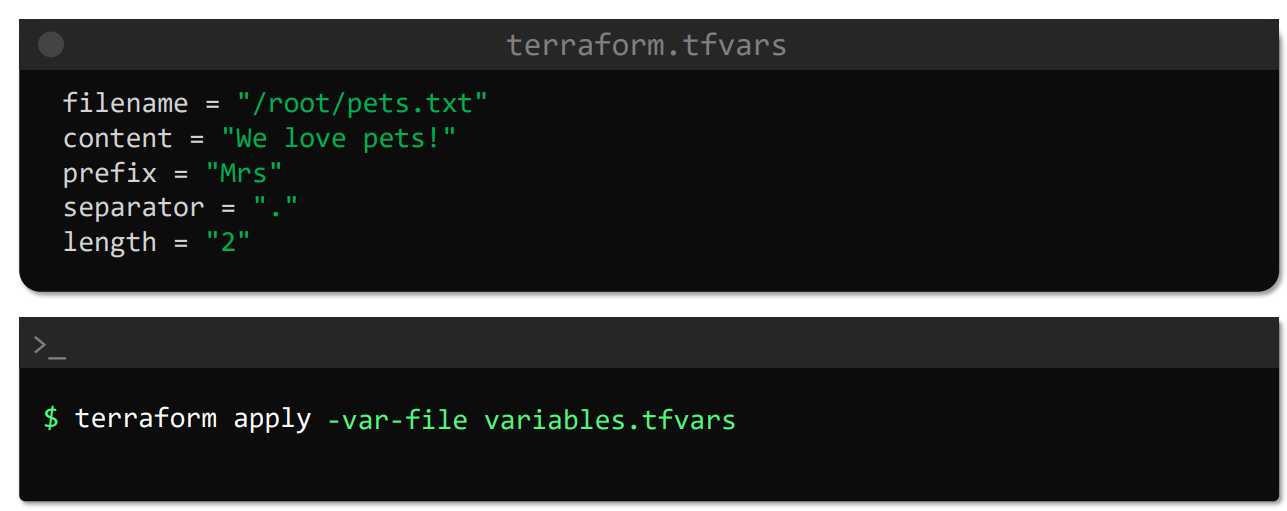 terraform.tfvars
filename = "/root/pets.txt"
content = "We love pets!"
prefix = "Mrs"
separator = "."
length = "2"
>_
$ terraform apply -var-file variables.tfvars